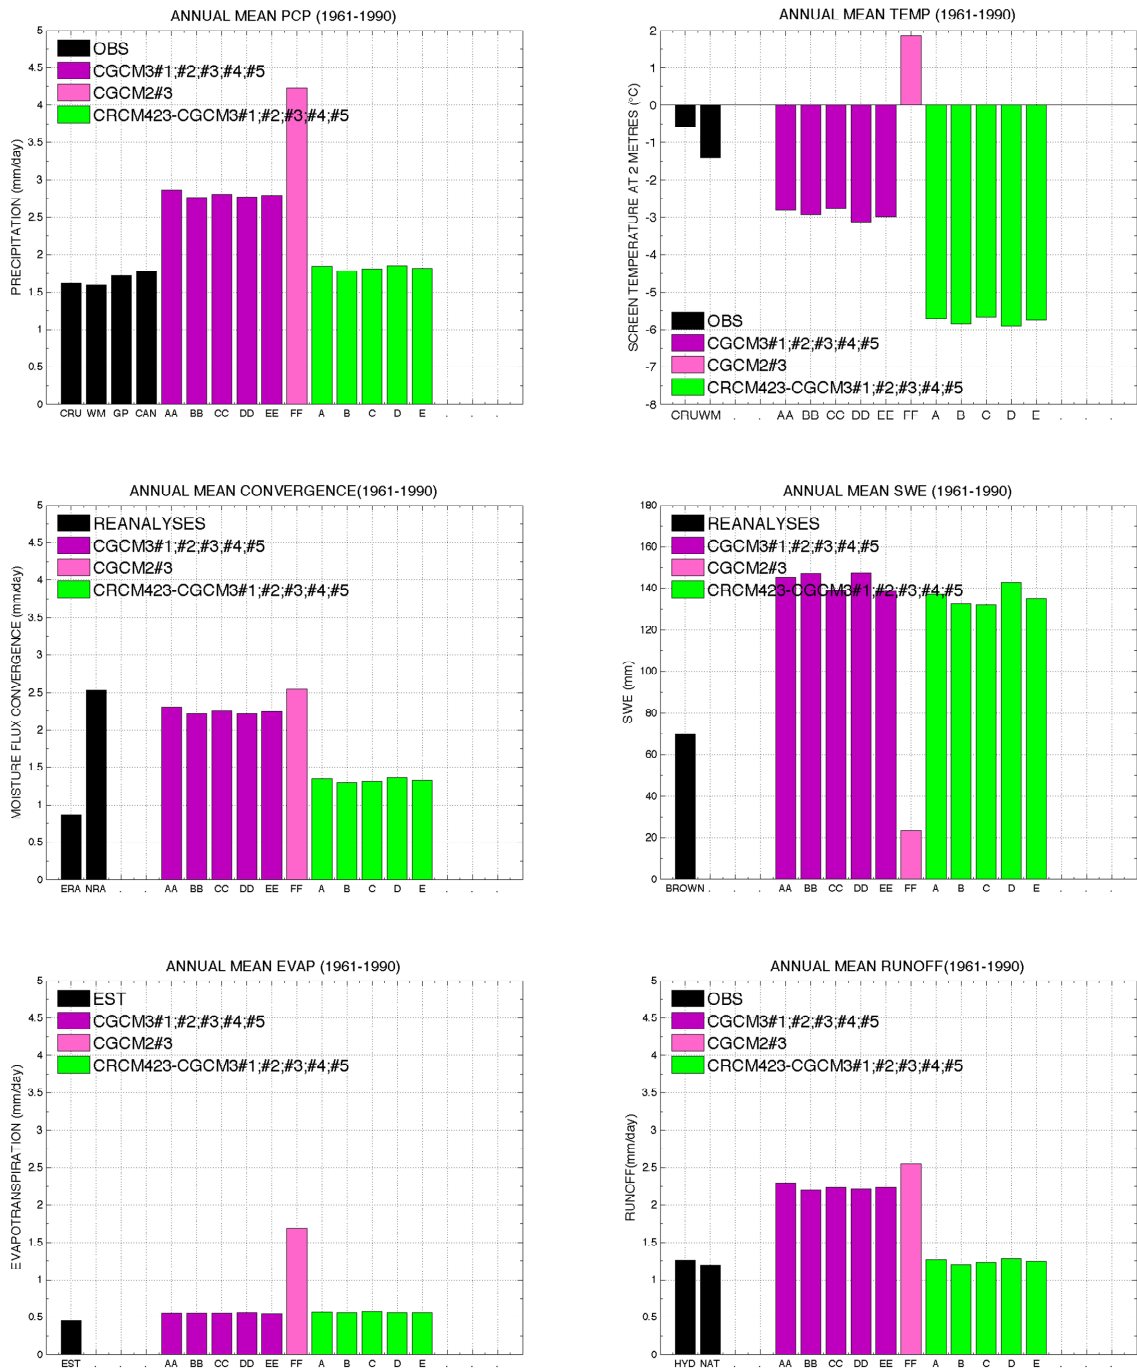 ANNUAL MEAN PCP (1961-1990)
5
4.5
4
3.5
3
2.5
2
1.5
1
0.5
0
PRECIPITATION (mm/day)
OBS
CGCM3#1;#2;#3;#4;#5
CGCM2#3
CRCM423-CGCM3#1;#2;#3;#4;#5
CRU WM GP CAN AA BB CC DD EE FF A B C D E . . .
ANNUAL MEAN TEMP (1961-1990)
2
1
0
-1
-2
-3
-4
-5
-6
-7
-8
SCREEN TEMPERATURE AT 2 METRES (°C)
OBS
CGCM3#1;#2;#3;#4;#5
CGCM2#3
CRCM423-CGCM3#1;#2;#3;#4;#5
CRU WM . . AA BB CC DD EE FF A B C D E . . .
ANNUAL MEAN CONVERGENCE(1961-1990)
5
4.5
4
3.5
3
2.5
2
1.5
1
0.5
0
MOISTURE FLUX CONVERGENCE (mm/day)
REANALYSES
CGCM3#1;#2;#3;#4;#5
CGCM2#3
CRCM423-CGCM3#1;#2;#3;#4;#5
ERA NRA . . AA BB CC DD EE FF A B C D E . . .
ANNUAL MEAN SWE (1961-1990)
180
160
140
120
100
80
60
40
20
0
SWE (mm)
REANALYSES
CGCM3#1;#2;#3;#4;#5
CGCM2#3
CRCM423-CGCM3#1;#2;#3;#4;#5
BROWN . . . AA BB CC DD EE FF A B C D E . . .
ANNUAL MEAN EVAP (1961-1990)
5
4.5
4
3.5
3
2.5
2
1.5
1
0.5
0
EVAPOTRANSPIRATION (mm/day)
EST
CGCM3#1;#2;#3;#4;#5
CGCM2#3
CRCM423-CGCM3#1;#2;#3;#4;#5
EST . . . AA BB CC DD EE FF A B C D E . . .
ANNUAL MEAN RUNOFF(1961-1990)
5
4.5
4
3.5
3
2.5
2
1.5
1
0.5
0
RUNOFF(mm/day)
OBS
CGCM3#1;#2;#3;#4;#5
CGCM2#3
CRCM423-CGCM3#1;#2;#3;#4;#5
HYD NAT . . AA BB CC DD EE FF A B C D E . . .